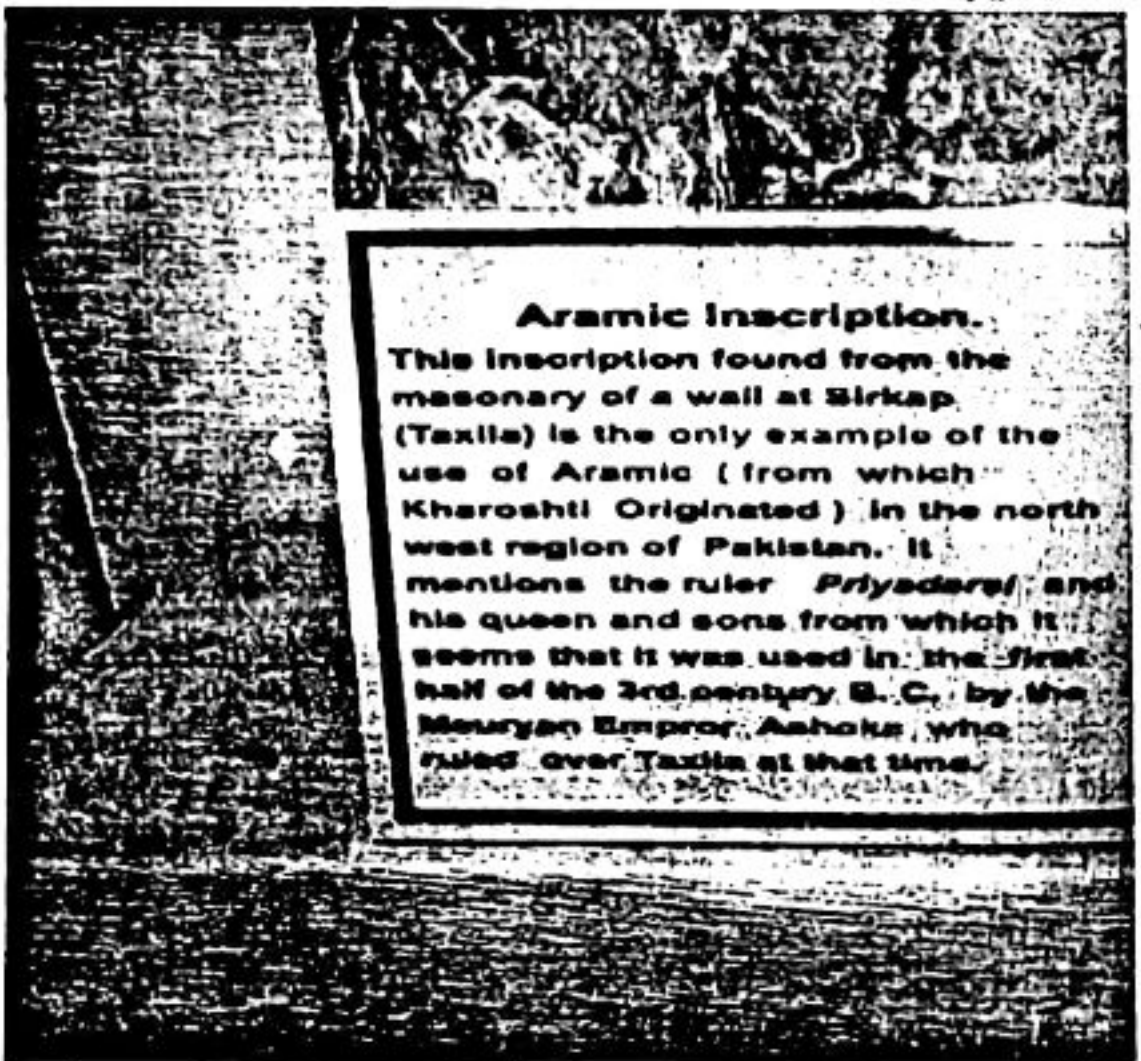 Aramic Inscription.
This inscription found from the
masonary of a wall at Sirkap
(Taxila) is the only example of the
use of Aramic ( from which
Kharoshti Originated ) in the north
west region of Pakistan. It
mentions the ruler Priyadarsi and
his queen and sons from which it
seems that it was used in the first
half of the 3rd century B. C. by the
Mauryan Empror Ashoka who
ruled over Taxila at that time.